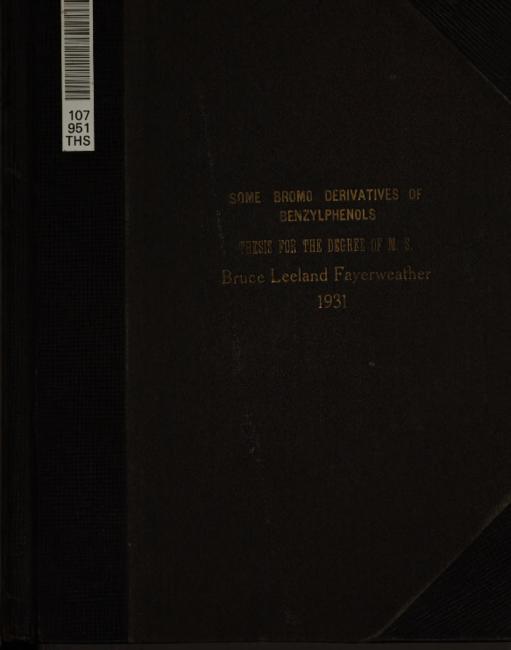 107
951
THS
SOME BROMO DERIVATIVES OF
BENZYLPHENOLS
THESIS FOR THE DEGREE OF M. S.
Bruce Leeland Fayerweather
1931